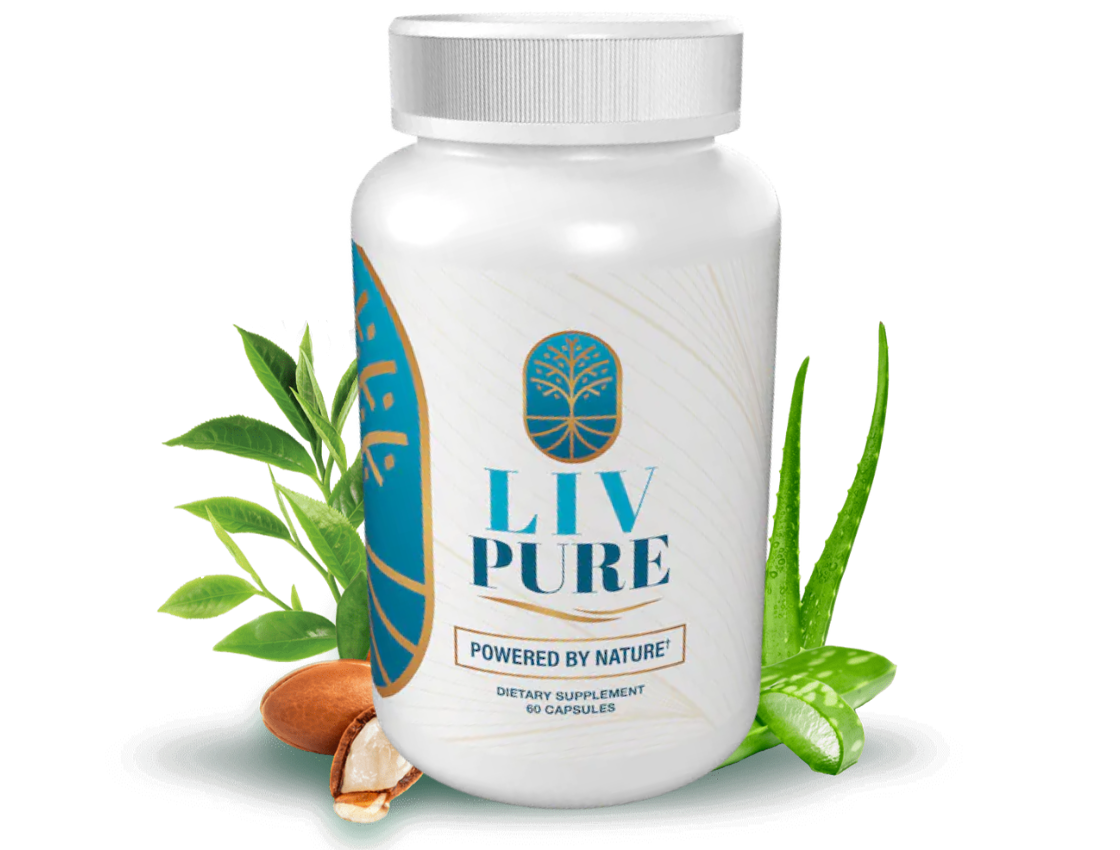 LIV
PURE
POWERED BY NATURE†
DIETARY SUPPLEMENT
60 CAPSULES